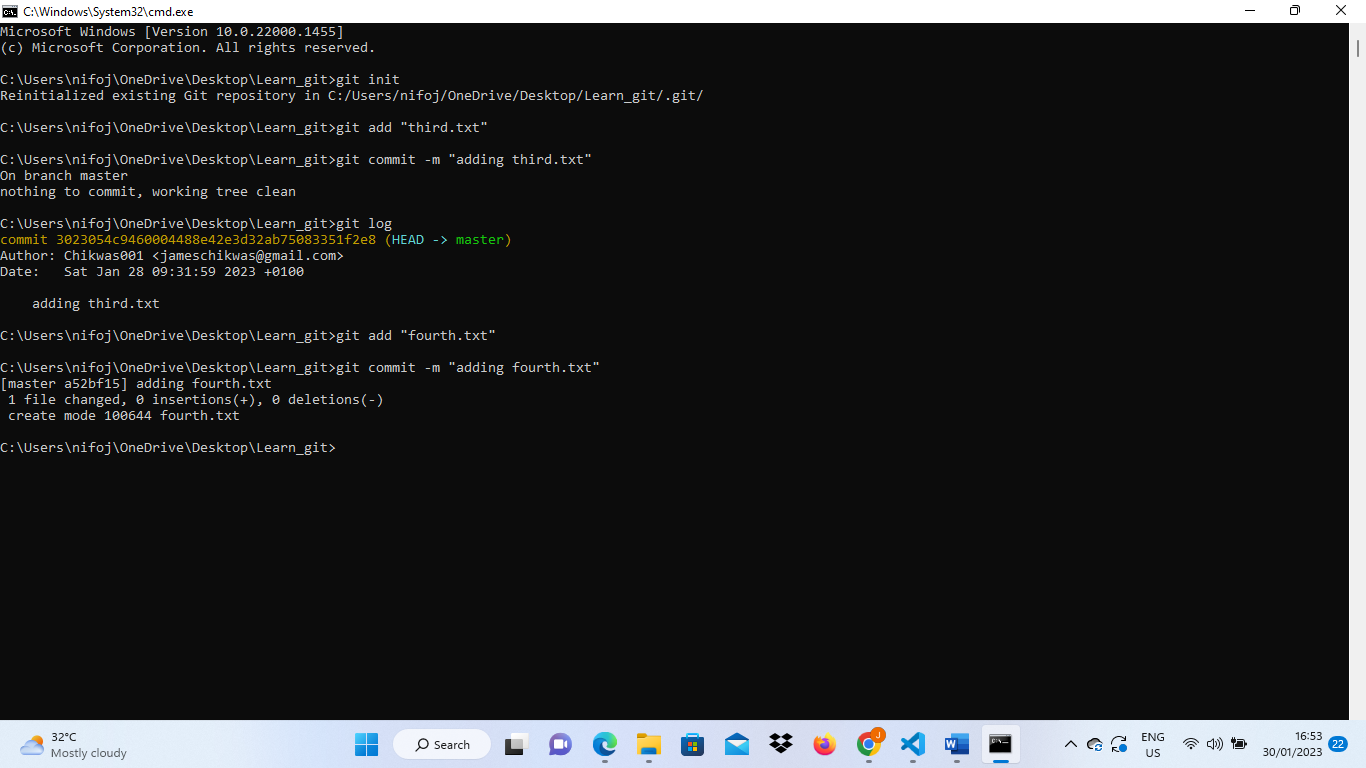 C:\Windows\System32\cmd.exe
Microsoft Windows [Version 10.0.22000.1455]
(c) Microsoft Corporation. All rights reserved.
C:\Users\nifoj\OneDrive\Desktop\Learn_git>git init
Reinitialized existing Git repository in C:/Users/nifoj/OneDrive/Desktop/Learn_git/.git/
C:\Users\nifoj\OneDrive\Desktop\Learn_git>git add "third.txt"
C:\Users\nifoj\OneDrive\Desktop\Learn_git>git commit -m "adding third.txt"
On branch master
nothing to commit, working tree clean
C:\Users\nifoj\OneDrive\Desktop\Learn_git>git log
commit 3023054c9460004488e42e3d32ab75083351f2e8 (HEAD -> master)
Author: Chikwas001 <jameschikwas@gmail.com>
Date:   Sat Jan 28 09:31:59 2023 +0100
    adding third.txt
C:\Users\nifoj\OneDrive\Desktop\Learn_git>git add "fourth.txt"
C:\Users\nifoj\OneDrive\Desktop\Learn_git>git commit -m "adding fourth.txt"
[master a52bf15] adding fourth.txt
 1 file changed, 0 insertions(+), 0 deletions(-)
 create mode 100644 fourth.txt
C:\Users\nifoj\OneDrive\Desktop\Learn_git>
32°C
Mostly cloudy
Search
J
W
ENG
US
16:53
30/01/2023
22